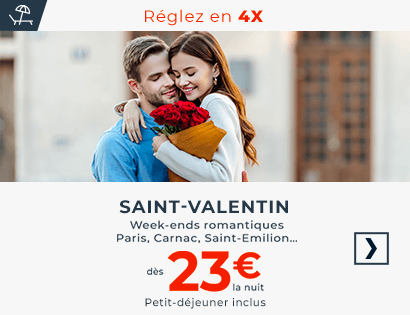 Réglez en 4X
SAINT-VALENTIN
Week-ends romantiques
Paris, Carnac, Saint-Emilion...
dès 23€ la nuit
Petit-déjeuner inclus